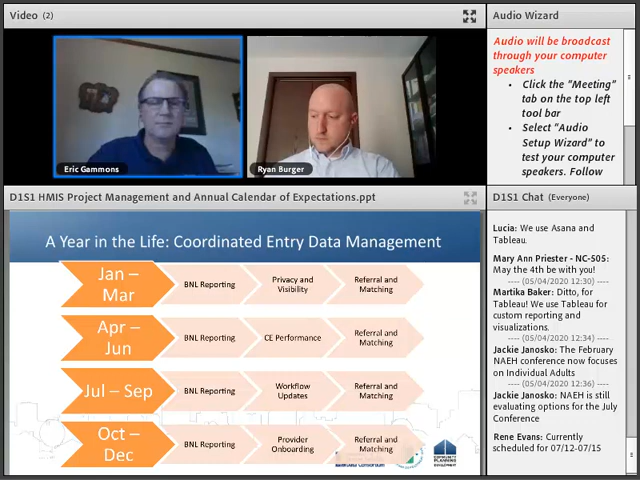 Video (2)
Eric Gammons
Ryan Burger
Audio Wizard
Audio will be broadcast
through your computer
speakers
• Click the "Meeting"
tab on the top left
tool bar
• Select "Audio
Setup Wizard" to
test your computer
speakers. Follow
D1S1 HMIS Project Management and Annual Calendar of Expectations.ppt
A Year in the Life: Coordinated Entry Data Management
Jan –
Mar
BNL Reporting
Privacy and
Visibility
Referral and
Matching
Apr –
Jun
BNL Reporting
CE Performance
Referral and
Matching
Jul – Sep
BNL Reporting
Workflow
Updates
Referral and
Matching
Oct –
Dec
BNL Reporting
Provider
Onboarding
Referral and
Matching
COMMUNITY
PLANNING
DEVELOPMENT
D1S1 Chat (Everyone)
Lucia: We use Asana and
Tableau.
Mary Ann Priester - NC-505:
May the 4th be with you!
---- (05/04/2020 12:30) ----
Martika Baker: Ditto, for
Tableau! We use Tableau for
custom reporting and
visualizations.
---- (05/04/2020 12:34) ----
Jackie Janosko: The February
NAEH conference now focuses
on Individual Adults
---- (05/04/2020 12:36) ----
Jackie Janosko: NAEH is still
evaluating options for the July
Conference
Rene Evans: Currently
scheduled for 07/12-07/15